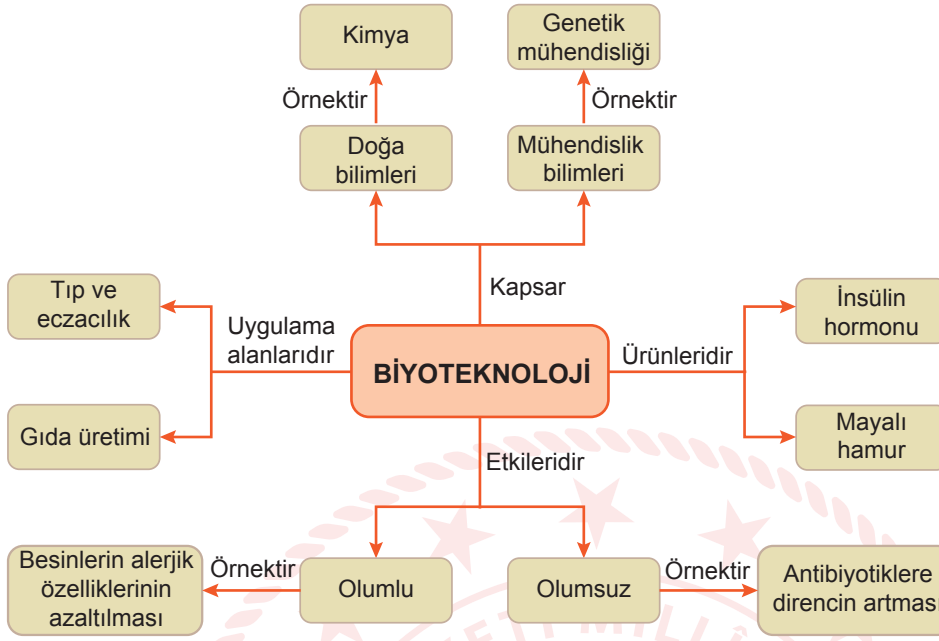 Kimya
Genetik
mühendisliği
Örnektir
Örnektir
Doğa
bilimleri
Mühendislik
bilimleri
Kapsar
Tıp ve
eczacılık
Uygulama
alanlarıdır
Gıda üretimi
BİYOTEKNOLOJİ
Ürünleridir
İnsülin
hormonu
Mayalı
hamur
Etkileridir
Besinlerin alerjik
özelliklerinin
azaltılması
Örnektir
Olumlu
Olumsuz
Örnektir
Antibiyotiklere
direncin artması